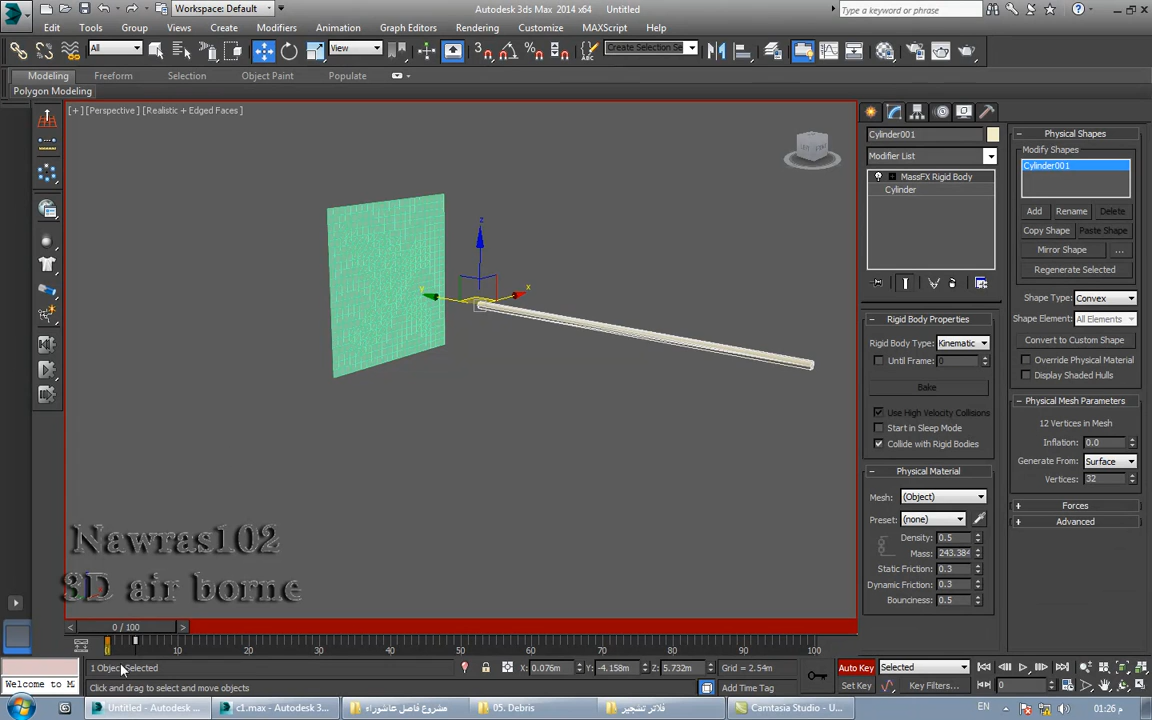 Workspace: Default
Autodesk 3ds Max 2014 x64
Untitled
Type a keyword or phrase
Edit Tools Group Views Create Modifiers Animation Graph Editors Rendering Customize MAXScript Help
All
View
Create Selection Se
Modeling Freeform Selection Object Paint Populate
Polygon Modeling
[+] [Perspective] [Realistic + Edged Faces]
z
y
x
Cylinder001
Modifier List
MassFX Rigid Body
Cylinder
Rigid Body Properties
Rigid Body Type: Kinematic
Until Frame: 0
Bake
Use High Velocity Collisions
Start in Sleep Mode
Collide with Rigid Bodies
Physical Material
Mesh: (Object)
Preset: (none)
Density: 0.5
Mass: 243.384
Static Friction: 0.3
Dynamic Friction: 0.3
Bounciness: 0.5
Physical Shapes
Modify Shapes
Cylinder001
Add Rename Delete
Copy Shape Paste Shape
Mirror Shape ...
Regenerate Selected
Shape Type: Convex
Shape Element: All Elements
Convert to Custom Shape
Override Physical Material
Display Shaded Hulls
Physical Mesh Parameters
12 Vertices in Mesh
Inflation: 0.0
Generate From: Surface
Vertices: 32
Forces
Advanced
Nawras102
3D air borne
0 / 100
0 10 20 30 40 50 60 70 80 90 100
1 Object Selected
X: 0.076m Y: -4.158m Z: 5.732m Grid = 2.54m
Auto Key Selected
Welcome to M
Click and drag to select and move objects
Add Time Tag
Set Key Key Filters...
0
Untitled - Autodesk ...
c1.max - Autodesk 3...
مشروع فاصل عاشوراء
05. Debris
فلاتر تشجير
Camtasia Studio - U...
EN
01:26 م